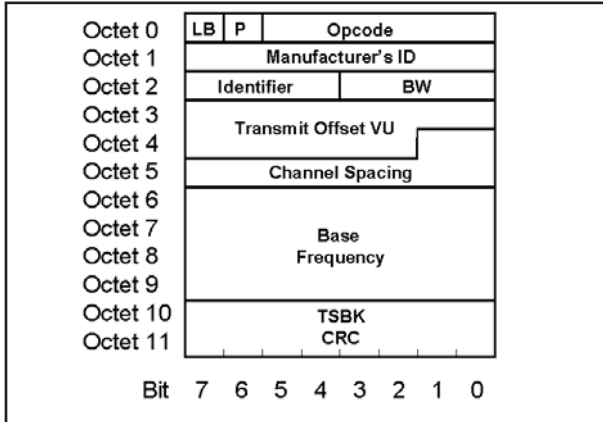 Octet 0 LB P Opcode
Octet 1 Manufacturer's ID
Octet 2 Identifier BW
Octet 3
Transmit Offset VU
Octet 4
Octet 5 Channel Spacing
Octet 6
Octet 7
Base
Octet 8 Frequency
Octet 9
Octet 10 TSBK
Octet 11 CRC
Bit 7 6 5 4 3 2 1 0